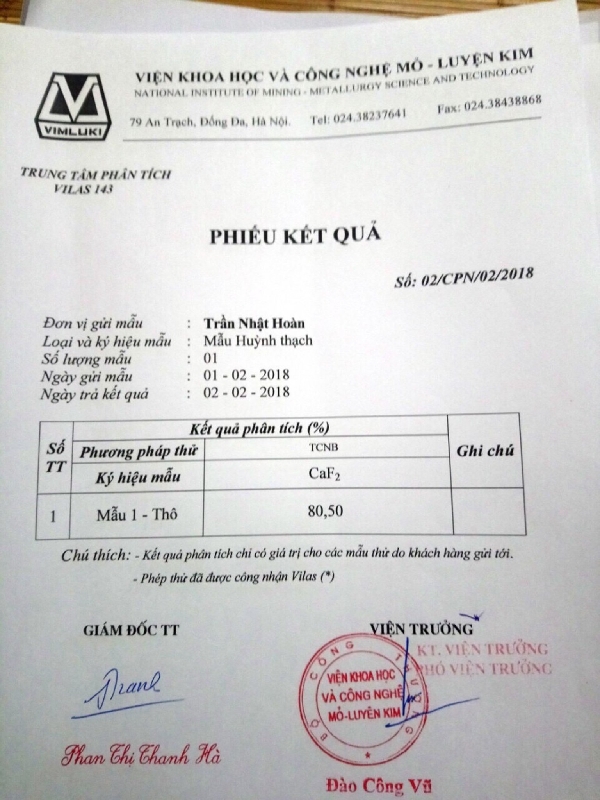 VIỆN KHOA HỌC VÀ CÔNG NGHỆ MỎ - LUYỆN KIM
NATIONAL INSTITUTE OF MINING - METALLURGY SCIENCE AND TECHNOLOGY
79 An Trạch, Đống Đa, Hà Nội. Tel: 024.38237641 Fax: 024.38438868
VIMLUKI
TRUNG TÂM PHÂN TÍCH
VILAS 143
PHIẾU KẾT QUẢ
Số: 02/CPN/02/2018
Đơn vị gửi mẫu : Trần Nhật Hoàn
Loại và ký hiệu mẫu : Mẫu Huỳnh thạch
Số lượng mẫu : 01
Ngày gửi mẫu : 01 - 02 - 2018
Ngày trả kết quả : 02 - 02 - 2018
Số TT
Kết quả phân tích (%)
Ghi chú
Phương pháp thử TCNB
Ký hiệu mẫu CaF₂
1 Mẫu 1 - Thô 80,50
Chú thích: - Kết quả phân tích chỉ có giá trị cho các mẫu thử do khách hàng gửi tới.
- Phép thử đã được công nhận Vilas (*)
GIÁM ĐỐC TT VIỆN TRƯỞNG
KT. VIỆN TRƯỞNG
PHÓ VIỆN TRƯỞNG
BỘ CÔNG THƯƠNG
VIỆN KHOA HỌC
VÀ CÔNG NGHỆ
MỎ-LUYỆN KIM
Phan Thị Thanh Hà
Đào Công Vũ